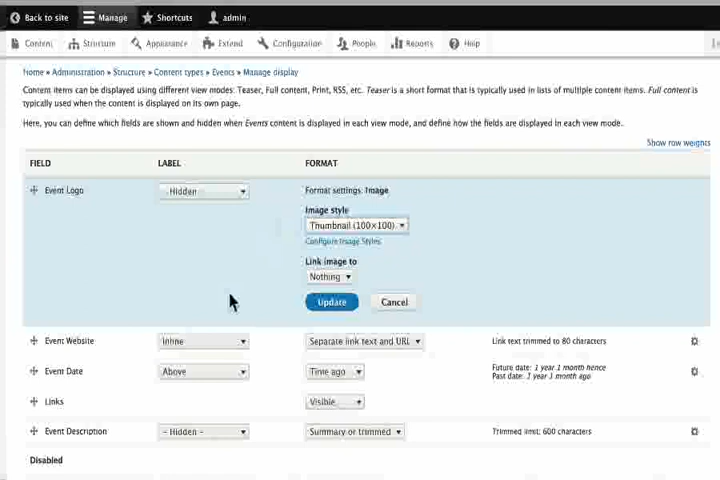 Back to site Manage Shortcuts admin
Content Structure Appearance Extend Configuration People Reports Help
Home » Administration » Structure » Content types » Events » Manage display
Content items can be displayed using different view modes: Teaser, Full content, Print, RSS, etc. Teaser is a short format that is typically used in lists of multiple content items. Full content is
typically used when the content is displayed on its own page.
Here, you can define which fields are shown and hidden when Events content is displayed in each view mode, and define how the fields are displayed in each view mode.
Show row weights
FIELD LABEL FORMAT
Event Logo - Hidden - Format settings: Image
Image style
Thumbnail (100×100)
Configure Image Styles
Link image to
Nothing
Update Cancel
Event Website Inline Separate link text and URL Link text trimmed to 80 characters
Event Date Above Time ago Future date: 1 year 1 month hence
Past date: 1 year 1 month ago
Links Visible
Event Description - Hidden - Summary or trimmed Trimmed limit: 600 characters
Disabled